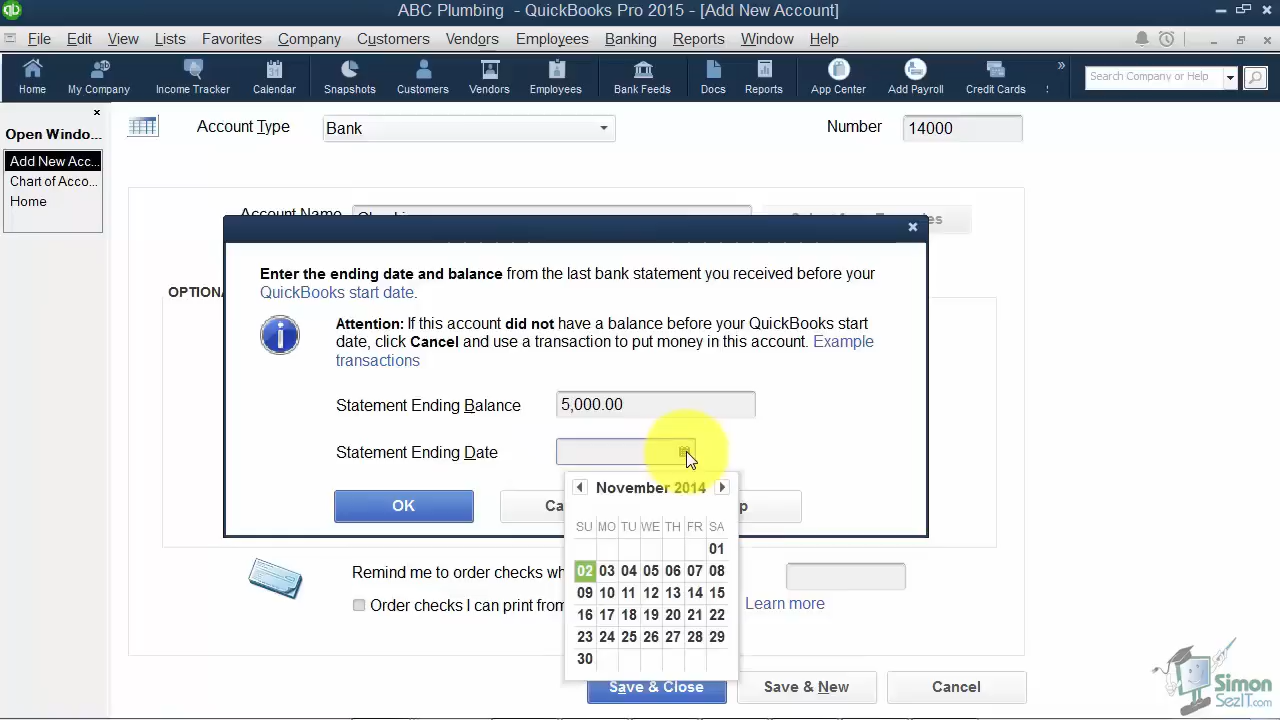 ABC Plumbing - QuickBooks Pro 2015 - [Add New Account]
File Edit View Lists Favorites Company Customers Vendors Employees Banking Reports Window Help
Home My Company Income Tracker Calendar Snapshots Customers Vendors Employees Bank Feeds Docs Reports App Center Add Payroll Credit Cards
Search Company or Help
Open Windo...
Add New Acc...
Chart of Acco...
Home
Account Type Bank Number 14000
Account Name
Enter the ending date and balance from the last bank statement you received before your
QuickBooks start date.
OPTIONA
Attention: If this account did not have a balance before your QuickBooks start
date, click Cancel and use a transaction to put money in this account. Example
transactions
Statement Ending Balance 5,000.00
Statement Ending Date
November 2014
OK Ca p
SU MO TU WE TH FR SA
01
02 03 04 05 06 07 08
09 10 11 12 13 14 15
16 17 18 19 20 21 22
23 24 25 26 27 28 29
30
Remind me to order checks wh
Order checks I can print from
Learn more
Save & Close Save & New Cancel
Simon
SezIT.com